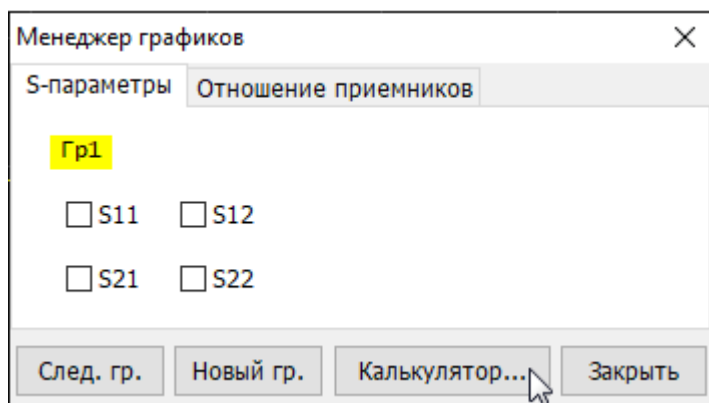 Менеджер графиков
S-параметры Отношение приемников
Гр1
S11 S12
S21 S22
След. гр. Новый гр. Калькулятор... Закрыть